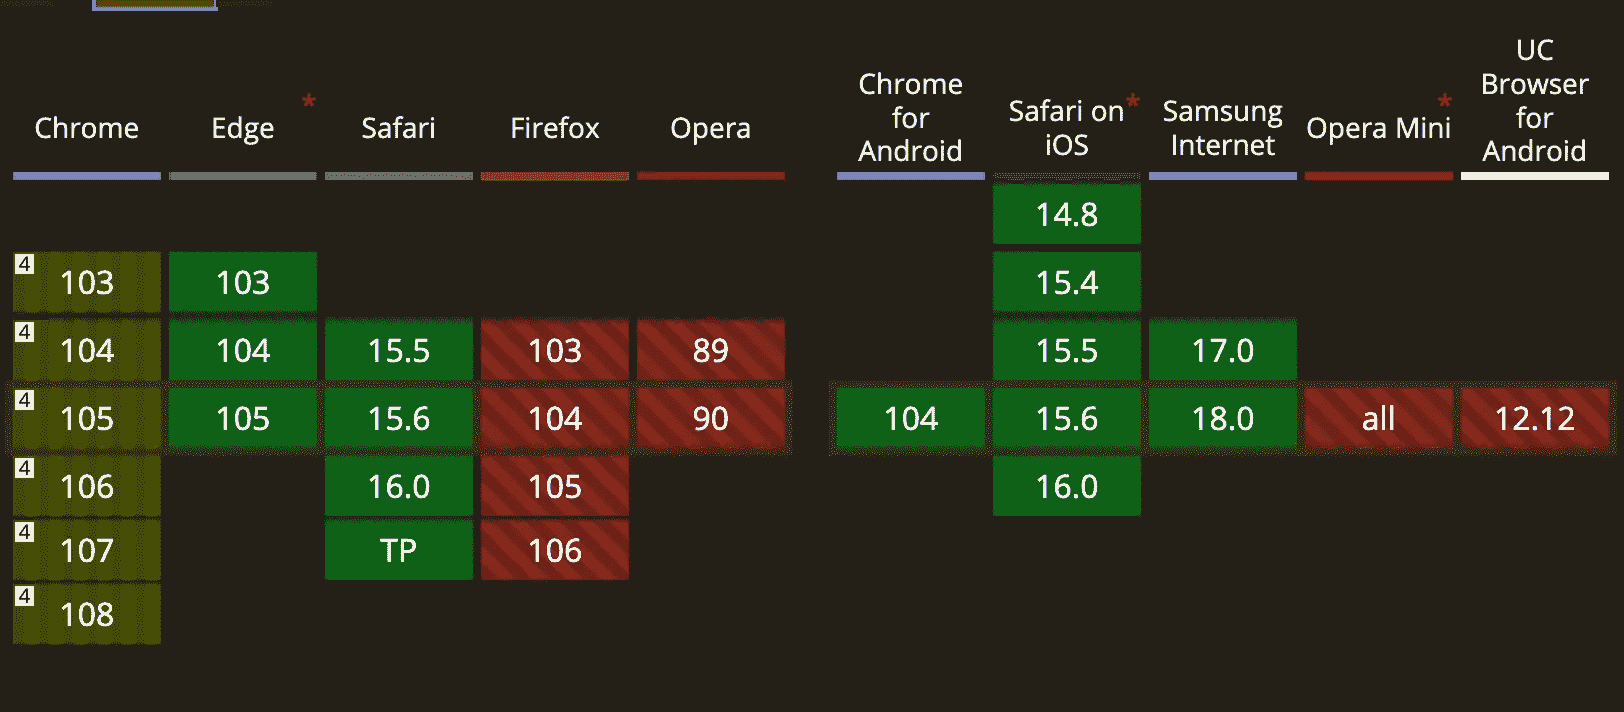 Chrome
Edge *
Safari
Firefox
Opera
Chrome
for
Android
Safari on *
iOS
Samsung
Internet
Opera Mini *
UC
Browser
for
Android
14.8
4 103 103 15.4
4 104 104 15.5 103 89 15.5 17.0
4 105 105 15.6 104 90 104 15.6 18.0 all 12.12
4 106 16.0 105 16.0
4 107 TP 106
4 108